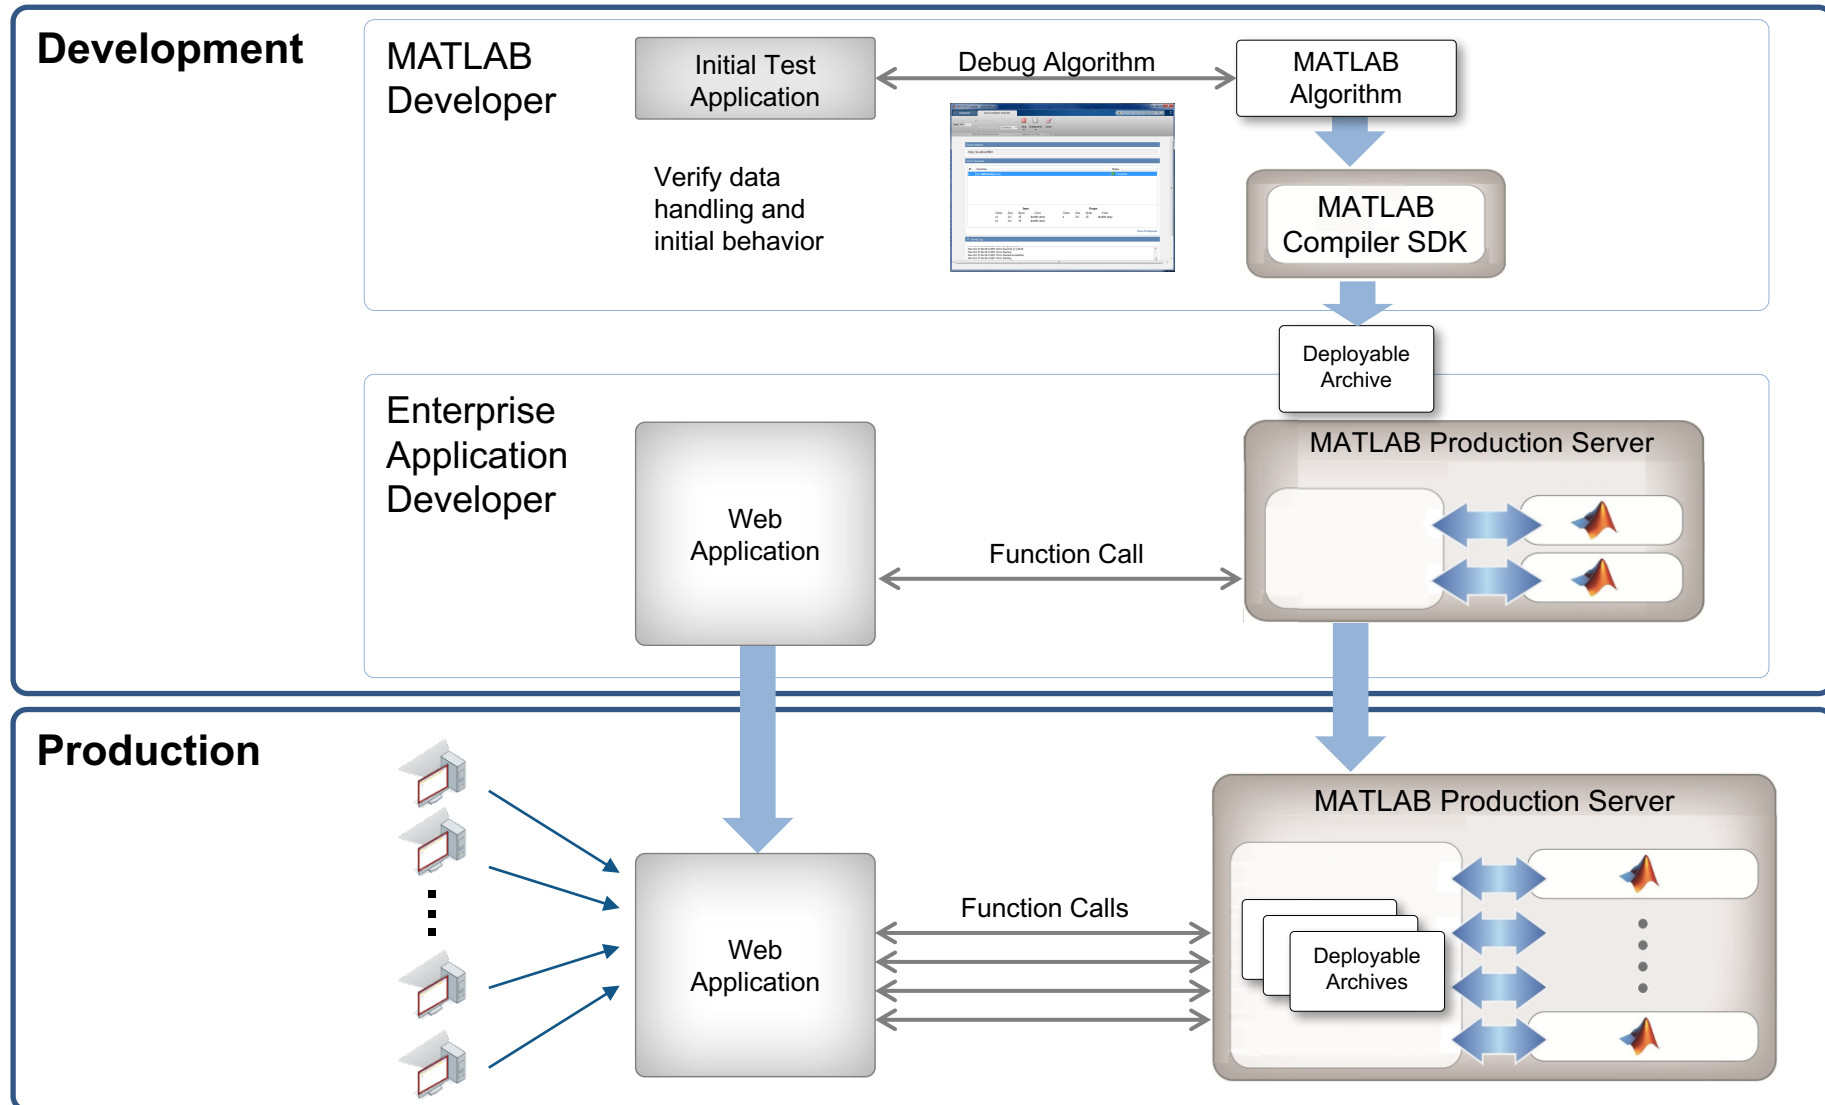 Development
MATLAB
Developer
Initial Test
Application
Debug Algorithm
MATLAB
Algorithm
Verify data
handling and
initial behavior
MATLAB
Compiler SDK
Deployable
Archive
Enterprise
Application
Developer
Web
Application
Function Call
MATLAB Production Server
Production
Web
Application
Function Calls
MATLAB Production Server
Deployable
Archives